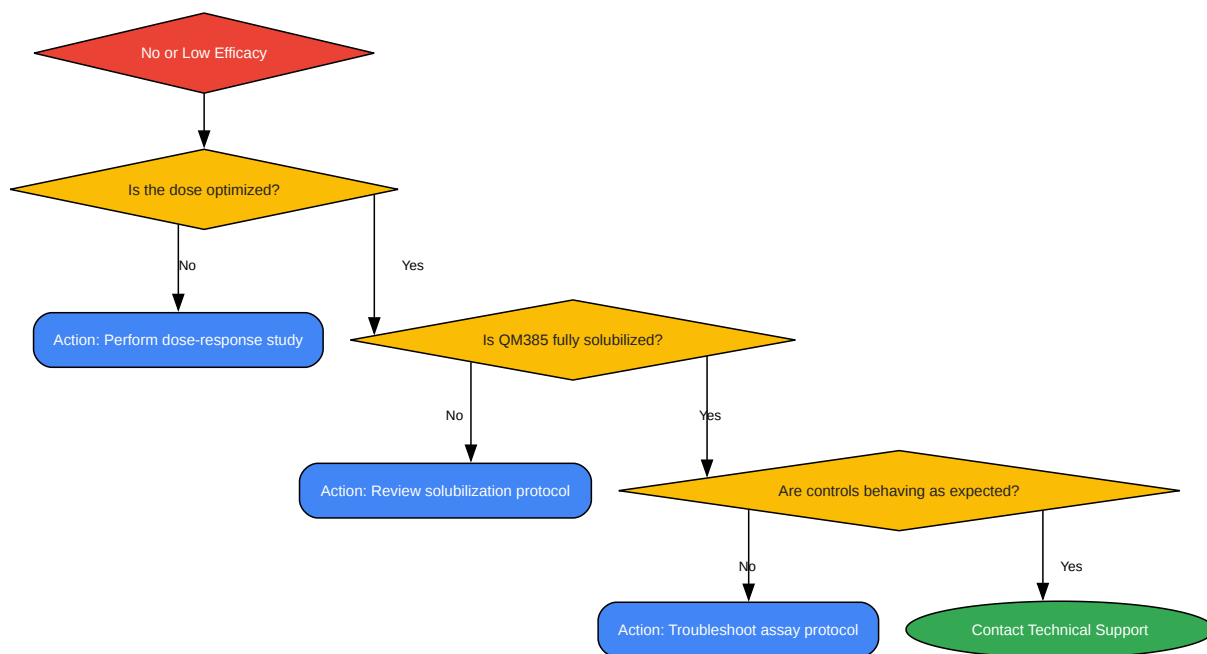 No or Low Efficacy
Is the dose optimized?
No
Yes
Action: Perform dose-response study
Is QM385 fully solubilized?
No
Yes
Action: Review solubilization protocol
Are controls behaving as expected?
No
Yes
Action: Troubleshoot assay protocol
Contact Technical Support